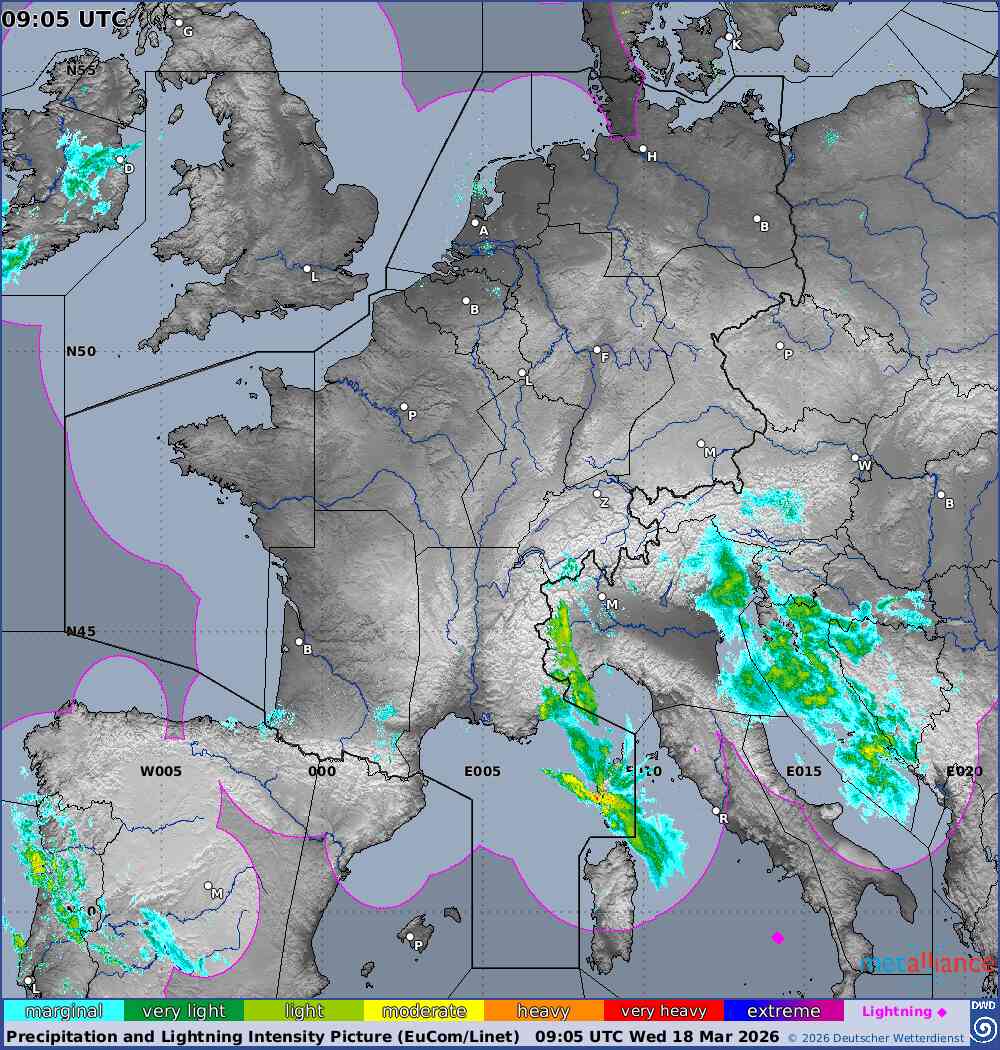 09:05 UTC
G
K
N55
D
H
A
B
L
B
N50
F
P
L
P
M
W
Z
B
M
N45
B
W005
000
E005
E010
E015
E020
R
M
P
L
metalliance
marginal very light light moderate heavy very heavy extreme Lightning ◆
DWD
Precipitation and Lightning Intensity Picture (EuCom/Linet) 09:05 UTC Wed 18 Mar 2026 © 2026 Deutscher Wetterdienst